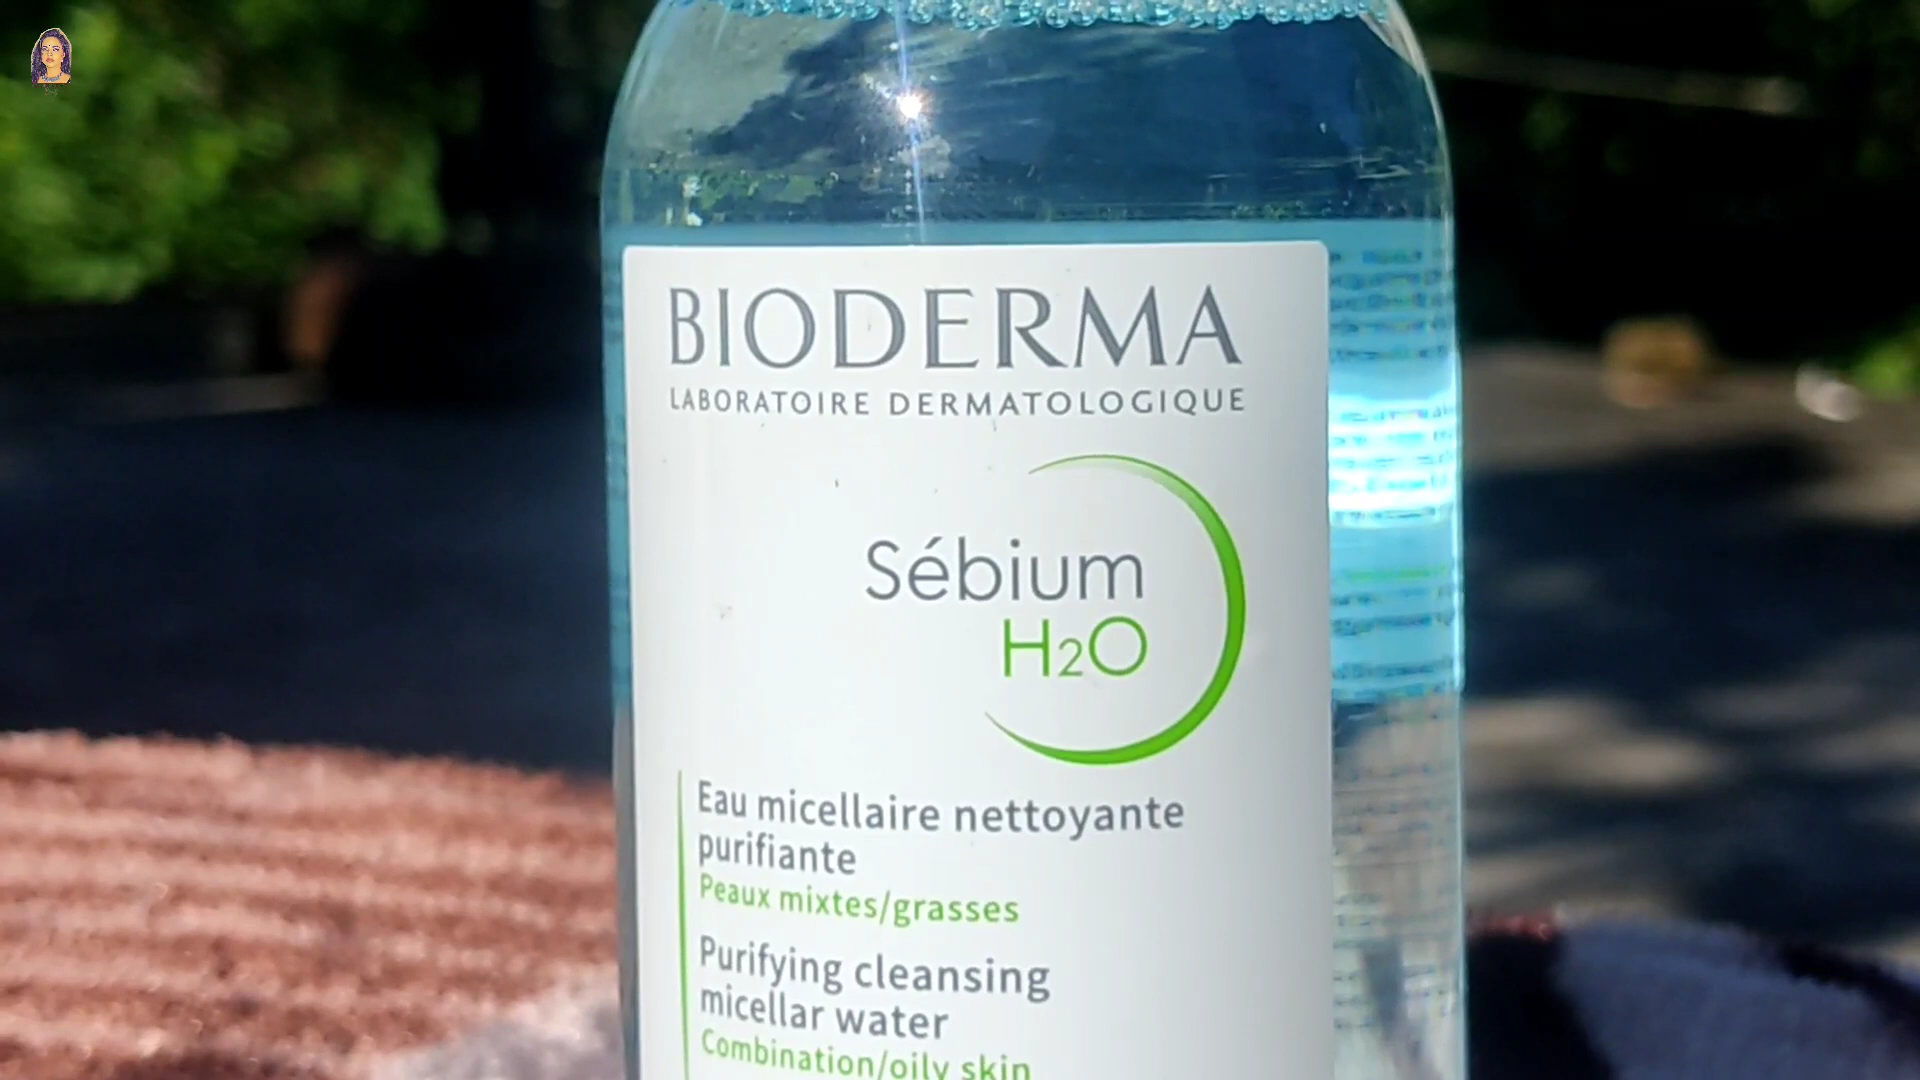 BIODERMA
LABORATOIRE DERMATOLOGIQUE
Sébium
H2O
Eau micellaire nettoyante
purifiante
Peaux mixtes/grasses
Purifying cleansing
micellar water
Combination/oily skin